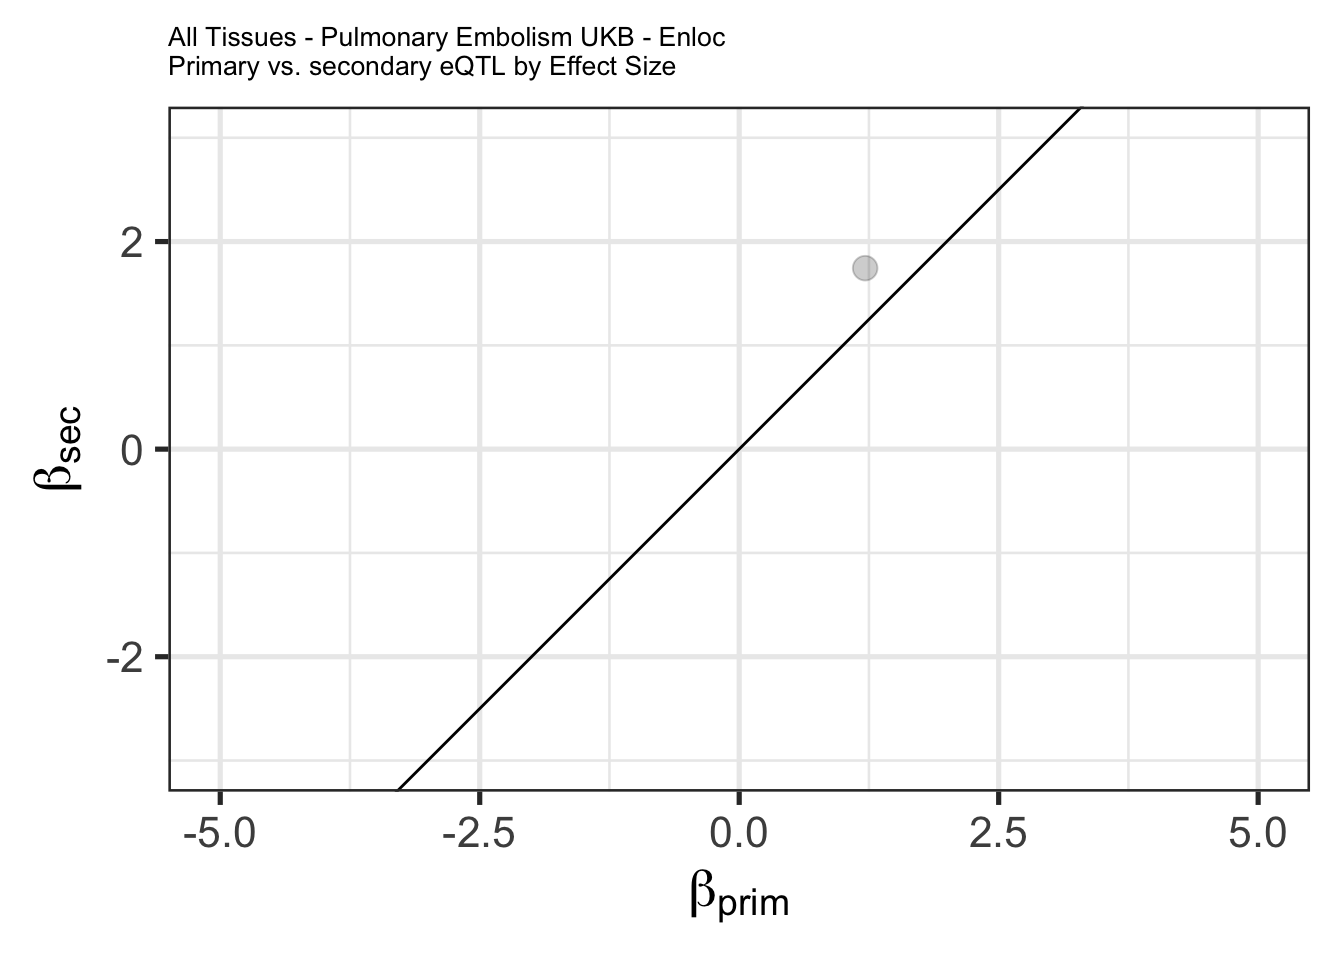 All Tissues - Pulmonary Embolism UKB - Enloc
Primary vs. secondary eQTL by Effect Size
2
0
-2
βsec
-5.0 -2.5 0.0 2.5 5.0
βprim